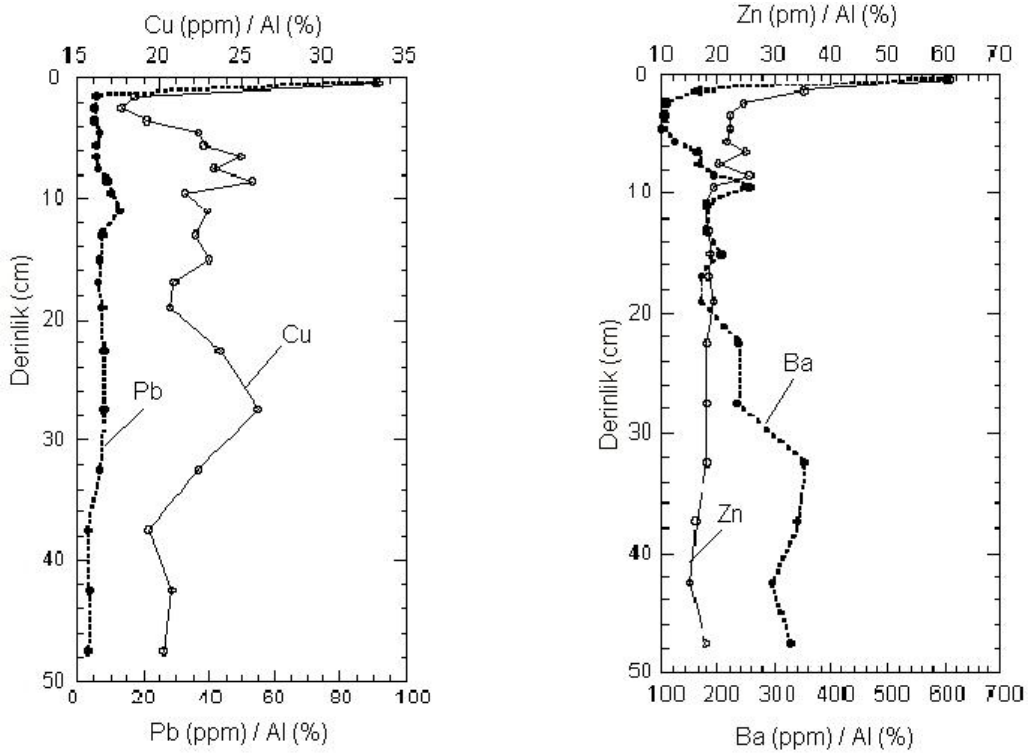 Cu (ppm) / Al (%)
15 20 25 30 35
0
10
20
30
40
50
Derinlik (cm)
Pb
Cu
0 20 40 60 80 100
Pb (ppm) / Al (%)
Zn (pm) / Al (%)
10 20 30 40 50 60 70
0
10
20
30
40
50
Derinlik (cm)
Ba
Zn
100 200 300 400 500 600 700
Ba (ppm) / Al (%)